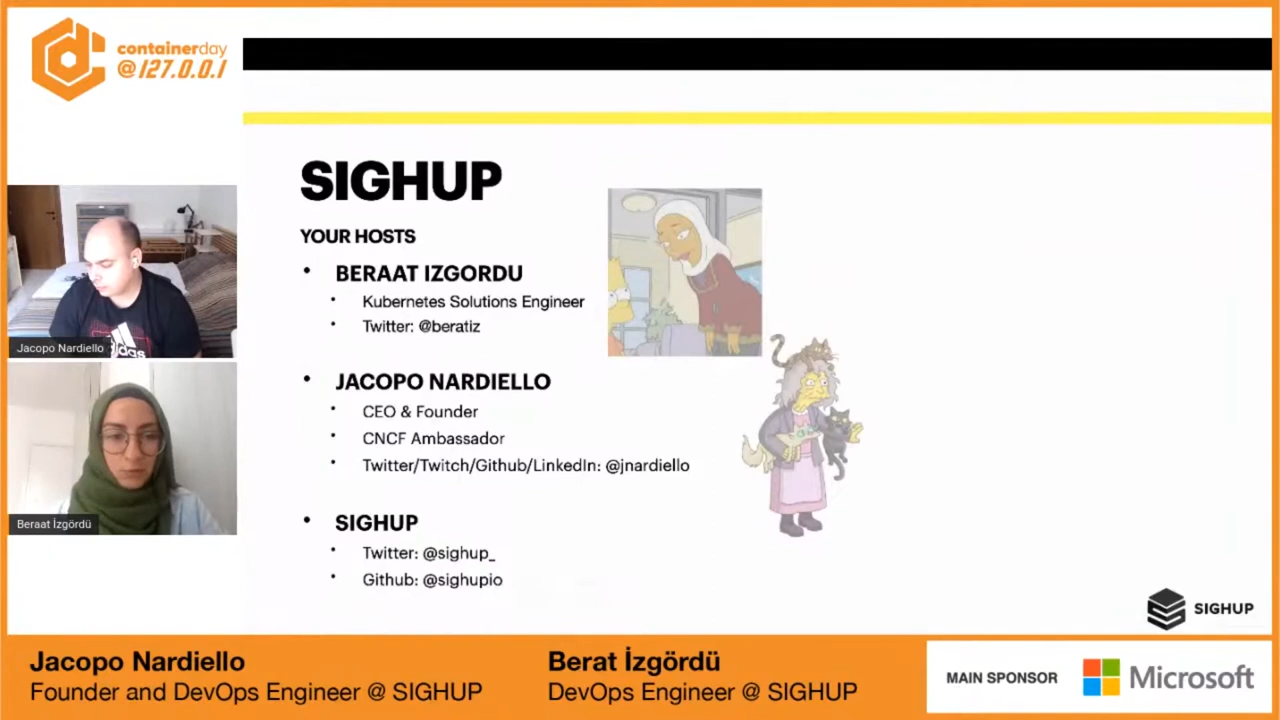 containerday
@127.0.0.1
SIGHUP
YOUR HOSTS
• BERAAT IZGORDU
• Kubernetes Solutions Engineer
• Twitter: @beratiz
• JACOPO NARDIELLO
• CEO & Founder
• CNCF Ambassador
• Twitter/Twitch/Github/LinkedIn: @jnardiello
• SIGHUP
• Twitter: @sighup_
• Github: @sighupio
adidas
Jacopo Nardiello
Beraat İzgördü
SIGHUP
Jacopo Nardiello
Founder and DevOps Engineer @ SIGHUP
Berat İzgördü
DevOps Engineer @ SIGHUP
MAIN SPONSOR
Microsoft